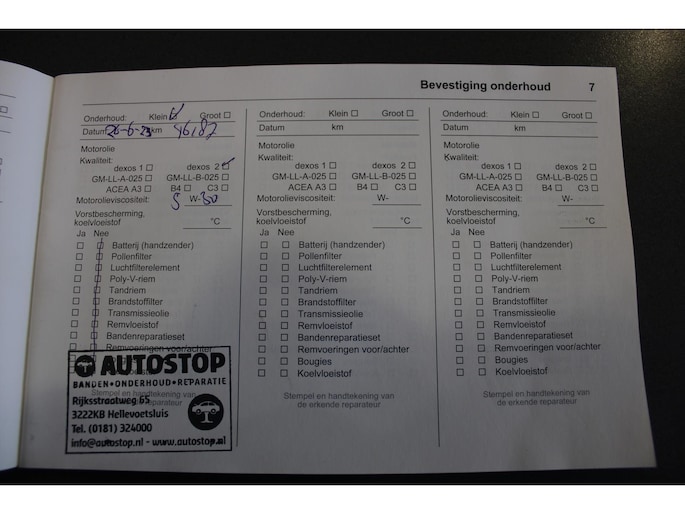 Bevestiging onderhoud 7
Onderhoud: Klein ☑ Groot ☐
Datum 26-6-23 km
Motorolie
Kwaliteit:
dexos 1 ☐ dexos 2 ☑
GM-LL-A-025 ☐ GM-LL-B-025 ☐
ACEA A3 ☐ B4 ☐ C3 ☐
Motorolieviscositeit: 5 W- 30
Vorstbescherming,
koelvloeistof °C
Ja Nee
☐ ☐ Batterij (handzender)
☐ ☐ Pollenfilter
☐ ☐ Luchtfilterelement
☐ ☐ Poly-V-riem
☐ ☐ Tandriem
☐ ☐ Brandstoffilter
☐ ☐ Transmissieolie
☐ ☐ Remvloeistof
☐ ☐ Bandenreparatieset
☐ ☐ Remvoeringen voor/achter
AUTOSTOP
BANDEN•ONDERHOUD•REPARATIE
Stempel en handtekening van
Rijksstraatweg 65
3222KB Hellevoetsluis
Tel. (0181) 324000
info@autostop.nl - www.autostop.nl
Onderhoud: Klein ☐ Groot ☐
Datum km
Motorolie
Kwaliteit:
dexos 1 ☐ dexos 2 ☐
GM-LL-A-025 ☐ GM-LL-B-025 ☐
ACEA A3 ☐ B4 ☐ C3 ☐
Motorolieviscositeit: W-
Vorstbescherming,
koelvloeistof °C
Ja Nee
☐ ☐ Batterij (handzender)
☐ ☐ Pollenfilter
☐ ☐ Luchtfilterelement
☐ ☐ Poly-V-riem
☐ ☐ Tandriem
☐ ☐ Brandstoffilter
☐ ☐ Transmissieolie
☐ ☐ Remvloeistof
☐ ☐ Bandenreparatieset
☐ ☐ Remvoeringen voor/achter
☐ ☐ Bougies
☐ ☐ Koelvloeistof
Stempel en handtekening van
de erkende reparateur
Onderhoud: Klein ☐ Groot ☐
Datum km
Motorolie
Kwaliteit:
dexos 1 ☐ dexos 2 ☐
GM-LL-A-025 ☐ GM-LL-B-025 ☐
ACEA A3 ☐ B4 ☐ C3 ☐
Motorolieviscositeit: W-
Vorstbescherming,
koelvloeistof °C
Ja Nee
☐ ☐ Batterij (handzender)
☐ ☐ Pollenfilter
☐ ☐ Luchtfilterelement
☐ ☐ Poly-V-riem
☐ ☐ Tandriem
☐ ☐ Brandstoffilter
☐ ☐ Transmissieolie
☐ ☐ Remvloeistof
☐ ☐ Bandenreparatieset
☐ ☐ Remvoeringen voor/achter
☐ ☐ Bougies
☐ ☐ Koelvloeistof
Stempel en handtekening van
de erkende reparateur